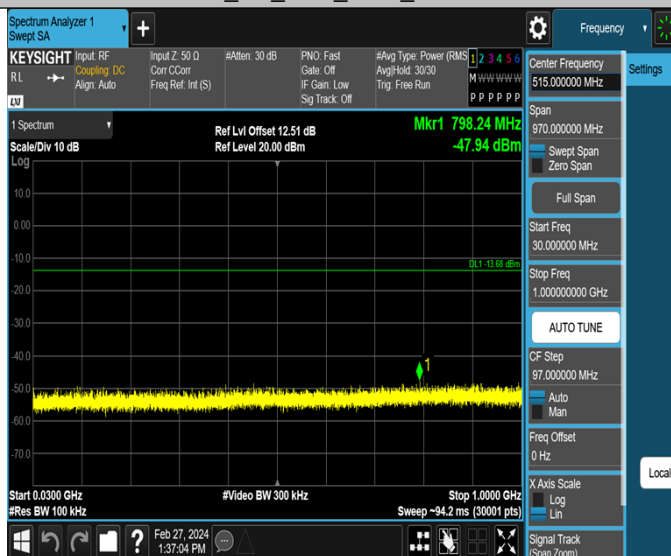 Spectrum Analyzer 1
Swept SA
Frequency
KEYSIGHT
RL
LXI
Input: RF
Coupling: DC
Align: Auto
Input Z: 50 Ω
Corr CCorr
Freq Ref: Int (S)
#Atten: 30 dB
PNO: Fast
Gate: Off
IF Gain: Low
Sig Track: Off
#Avg Type: Power (RMS
Avg|Hold: 30/30
Trig: Free Run
1 2 3 4 5 6
M W W W W W
P P P P P P
1 Spectrum
Scale/Div 10 dB
Log
Ref Lvl Offset 12.51 dB
Ref Level 20.00 dBm
Mkr1 798.24 MHz
-47.94 dBm
10.0
0.00
-10.0
DL1 -13.68 dBm
-20.0
-30.0
-40.0
1
-50.0
-60.0
-70.0
Start 0.0300 GHz
#Res BW 100 kHz
#Video BW 300 kHz
Stop 1.0000 GHz
Sweep ~94.2 ms (30001 pts)
Feb 27, 2024
1:37:04 PM
Center Frequency
515.000000 MHz
Span
970.000000 MHz
Swept Span
Zero Span
Full Span
Start Freq
30.000000 MHz
Stop Freq
1.000000000 GHz
AUTO TUNE
CF Step
97.000000 MHz
Auto
Man
Freq Offset
0 Hz
X Axis Scale
Log
Lin
Signal Track
(Span Zoom)
Settings
Local